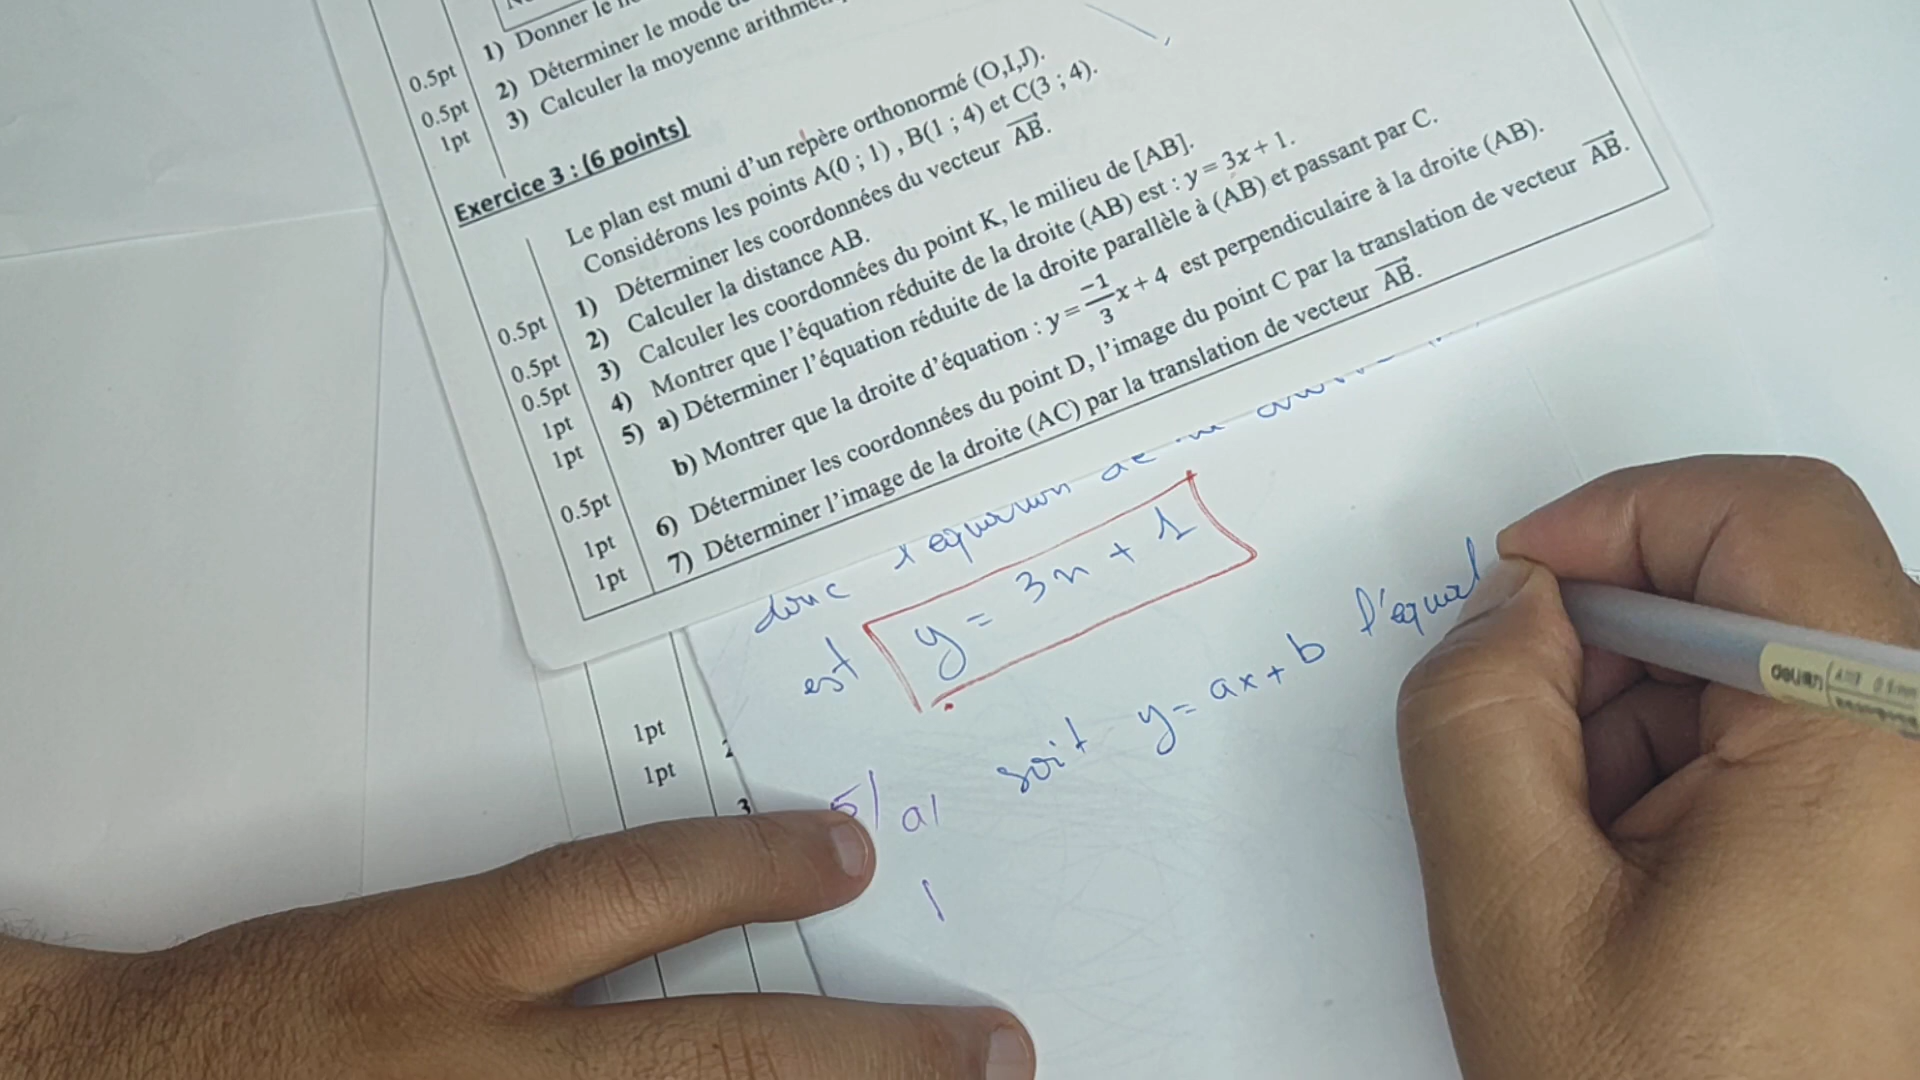 1) Donner le
2) Déterminer le mode
3) Calculer la moyenne
0.5pt
0.5pt
1pt
Exercice 3 : (6 points)
Le plan est muni d'un repère orthonormé (O,I,J).
Considérons les points A(0 ; 1) , B(1 ; 4) et C(3 ; 4).
0.5pt 1) Déterminer les coordonnées du vecteur AB.
0.5pt 2) Calculer la distance AB.
0.5pt 3) Calculer les coordonnées du point K, le milieu de [AB].
1pt 4) Montrer que l'équation réduite de la droite (AB) est : y = 3x + 1.
1pt 5) a) Déterminer l'équation réduite de la droite parallèle à (AB) et passant par C.
0.5pt b) Montrer que la droite d'équation : y = -1/3 x + 4 est perpendiculaire à la droite (AB).
1pt 6) Déterminer les coordonnées du point D, l'image du point C par la translation de vecteur AB.
1pt 7) Déterminer l'image de la droite (AC) par la translation de vecteur AB.
donc
est y = 3x + 1
5/ a/ soit y = ax + b l'équat
1pt
1pt
3